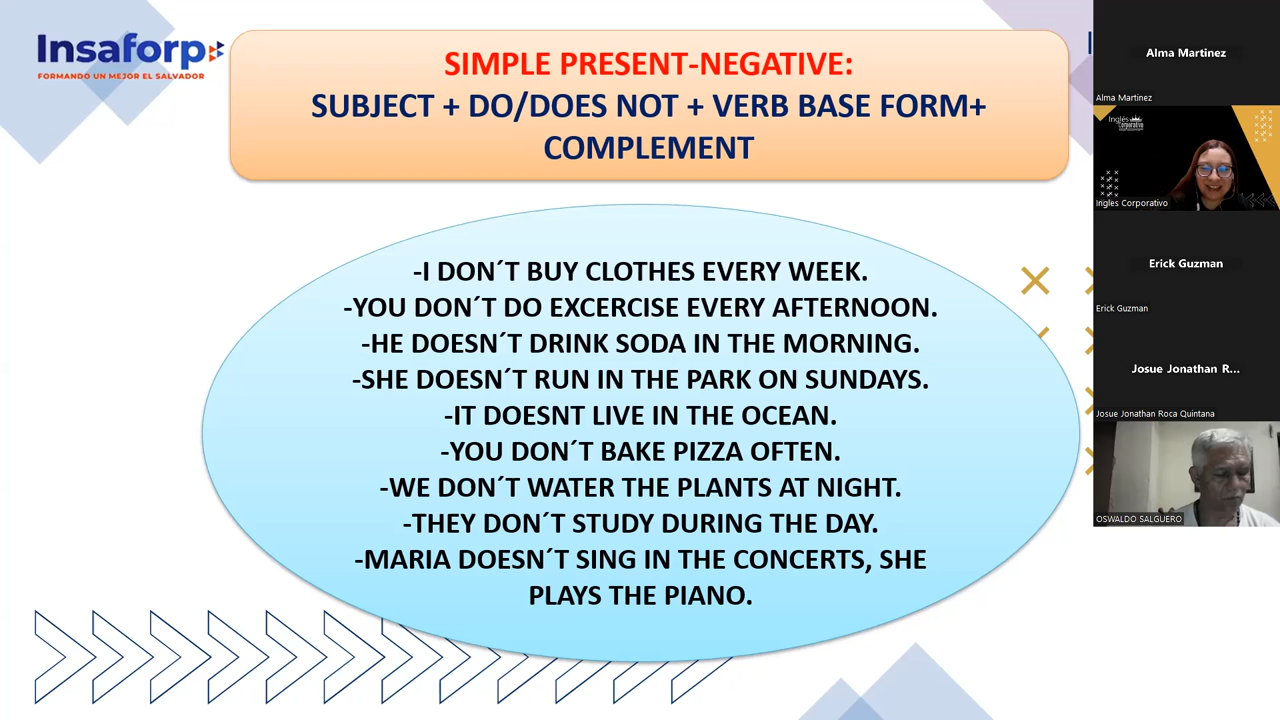 Insaforp
FORMANDO UN MEJOR EL SALVADOR
SIMPLE PRESENT-NEGATIVE:
SUBJECT + DO/DOES NOT + VERB BASE FORM+
COMPLEMENT
-I DON´T BUY CLOTHES EVERY WEEK.
-YOU DON´T DO EXCERCISE EVERY AFTERNOON.
-HE DOESN´T DRINK SODA IN THE MORNING.
-SHE DOESN´T RUN IN THE PARK ON SUNDAYS.
-IT DOESNT LIVE IN THE OCEAN.
-YOU DON´T BAKE PIZZA OFTEN.
-WE DON´T WATER THE PLANTS AT NIGHT.
-THEY DON´T STUDY DURING THE DAY.
-MARIA DOESN´T SING IN THE CONCERTS, SHE
PLAYS THE PIANO.
Alma Martinez
Alma Martinez
Inglés
Corporativo
Ingles Corporativo
Erick Guzman
Erick Guzman
Josue Jonathan R...
Josue Jonathan Roca Quintana
OSWALDO SALGUERO